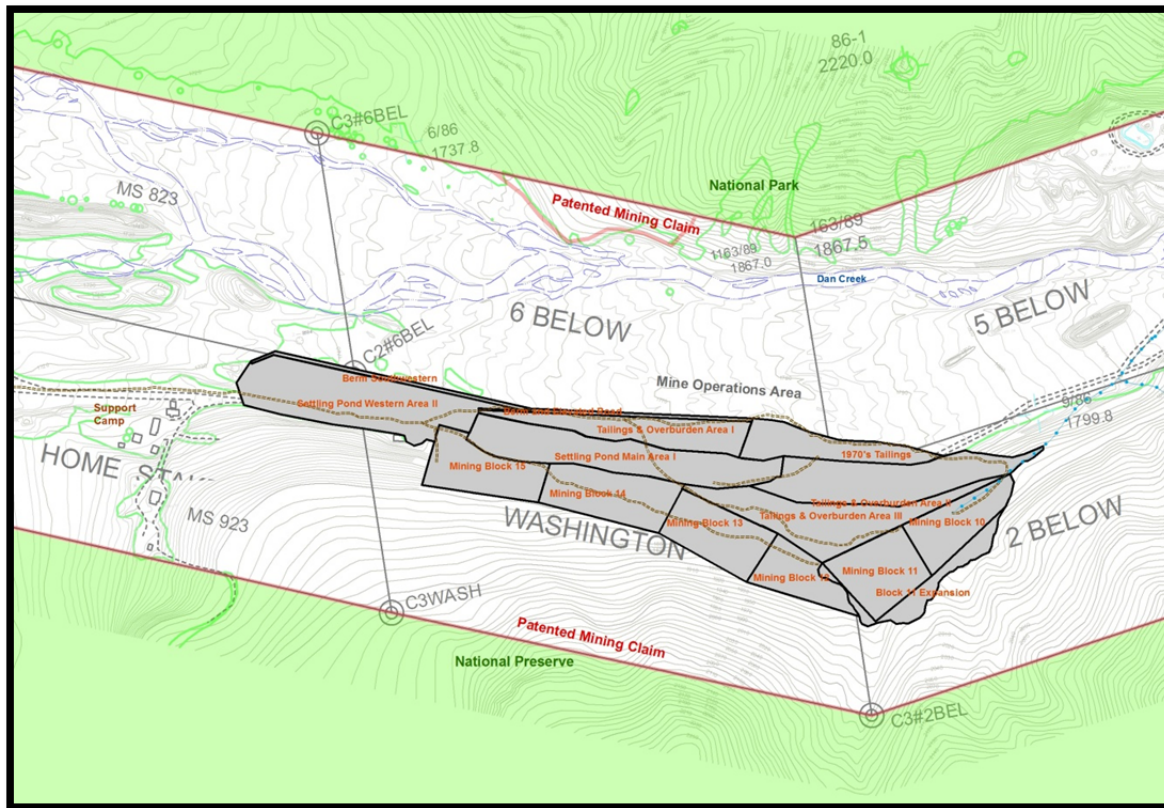 86-1
2220.0
C3#6BEL
6/86
1737.8
National Park
MS 823
Patented Mining Claim
163/89
1867.5
1163/89
1867.0
Dan Creek
6 BELOW
5 BELOW
C2#6BEL
Mine Operations Area
9/86
1799.8
Support
Camp
Settling Pond Western Area II
Tailings & Overburden Area I
1970's Tailings
Settling Pond Main Area I
HOME
MS 923
Mining Block 15
Mining Block 14
Tailings & Overburden Area II
Tailings & Overburden Area III
Mining Block 10
WASHINGTON
Mining Block 13
2 BELOW
Mining Block 11
Block 11 Expansion
C3WASH
Patented Mining Claim
National Preserve
C3#2BEL